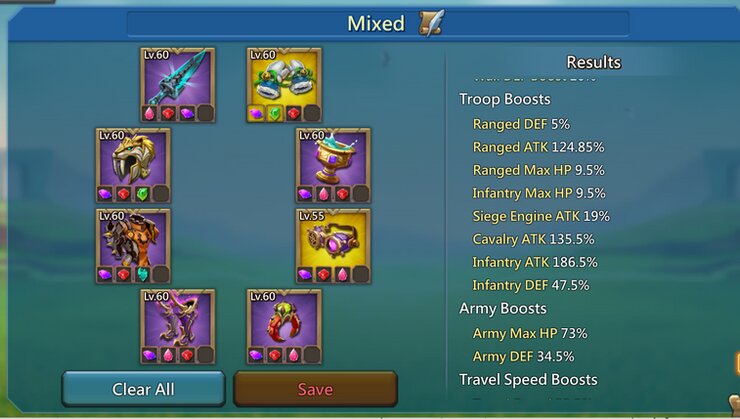 Mixed
Lv.60
Lv.60
Lv.60
Lv.60
Lv.60
Lv.55
Lv.60
Lv.60
Clear All
Save
Results
Troop Boosts
Ranged DEF 5%
Ranged ATK 124.85%
Ranged Max HP 9.5%
Infantry Max HP 9.5%
Siege Engine ATK 19%
Cavalry ATK 135.5%
Infantry ATK 186.5%
Infantry DEF 47.5%
Army Boosts
Army Max HP 73%
Army DEF 34.5%
Travel Speed Boosts